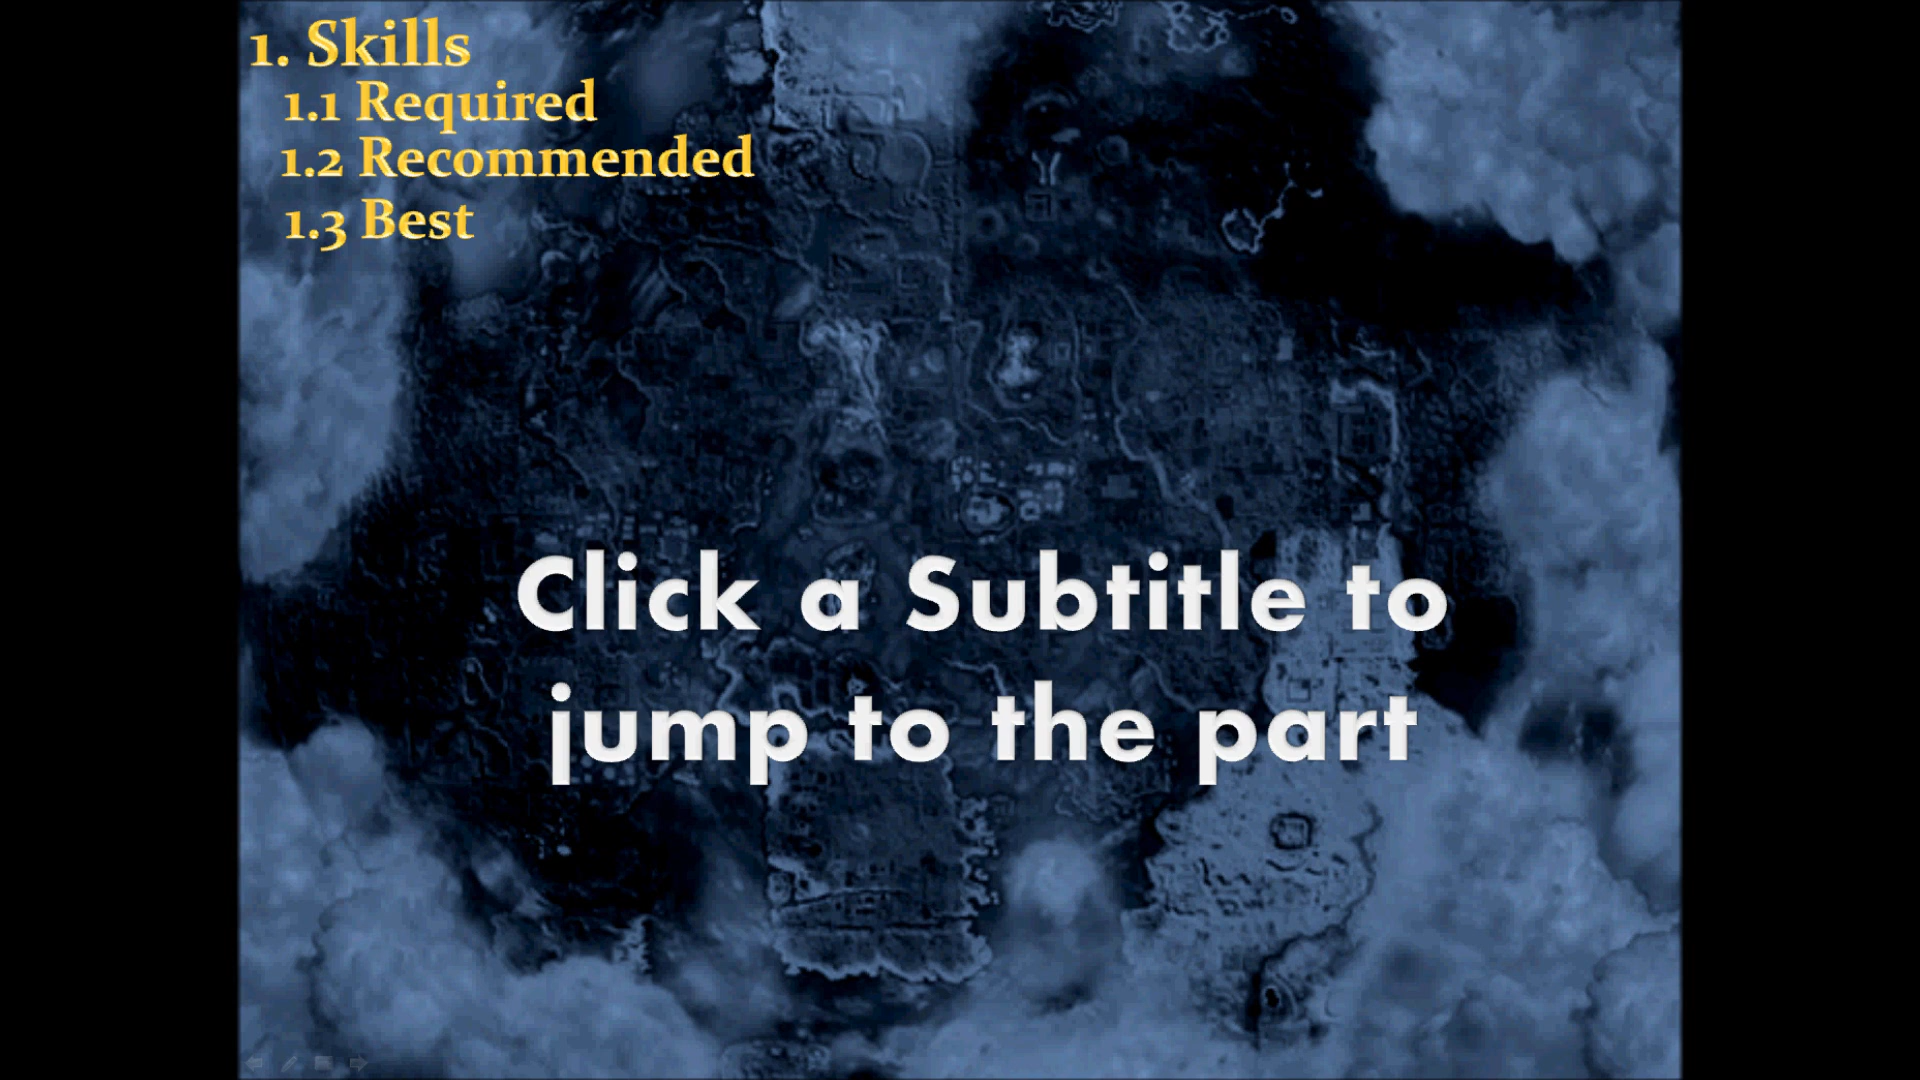 1. Skills
1.1 Required
1.2 Recommended
1.3 Best
Click a Subtitle to
jump to the part